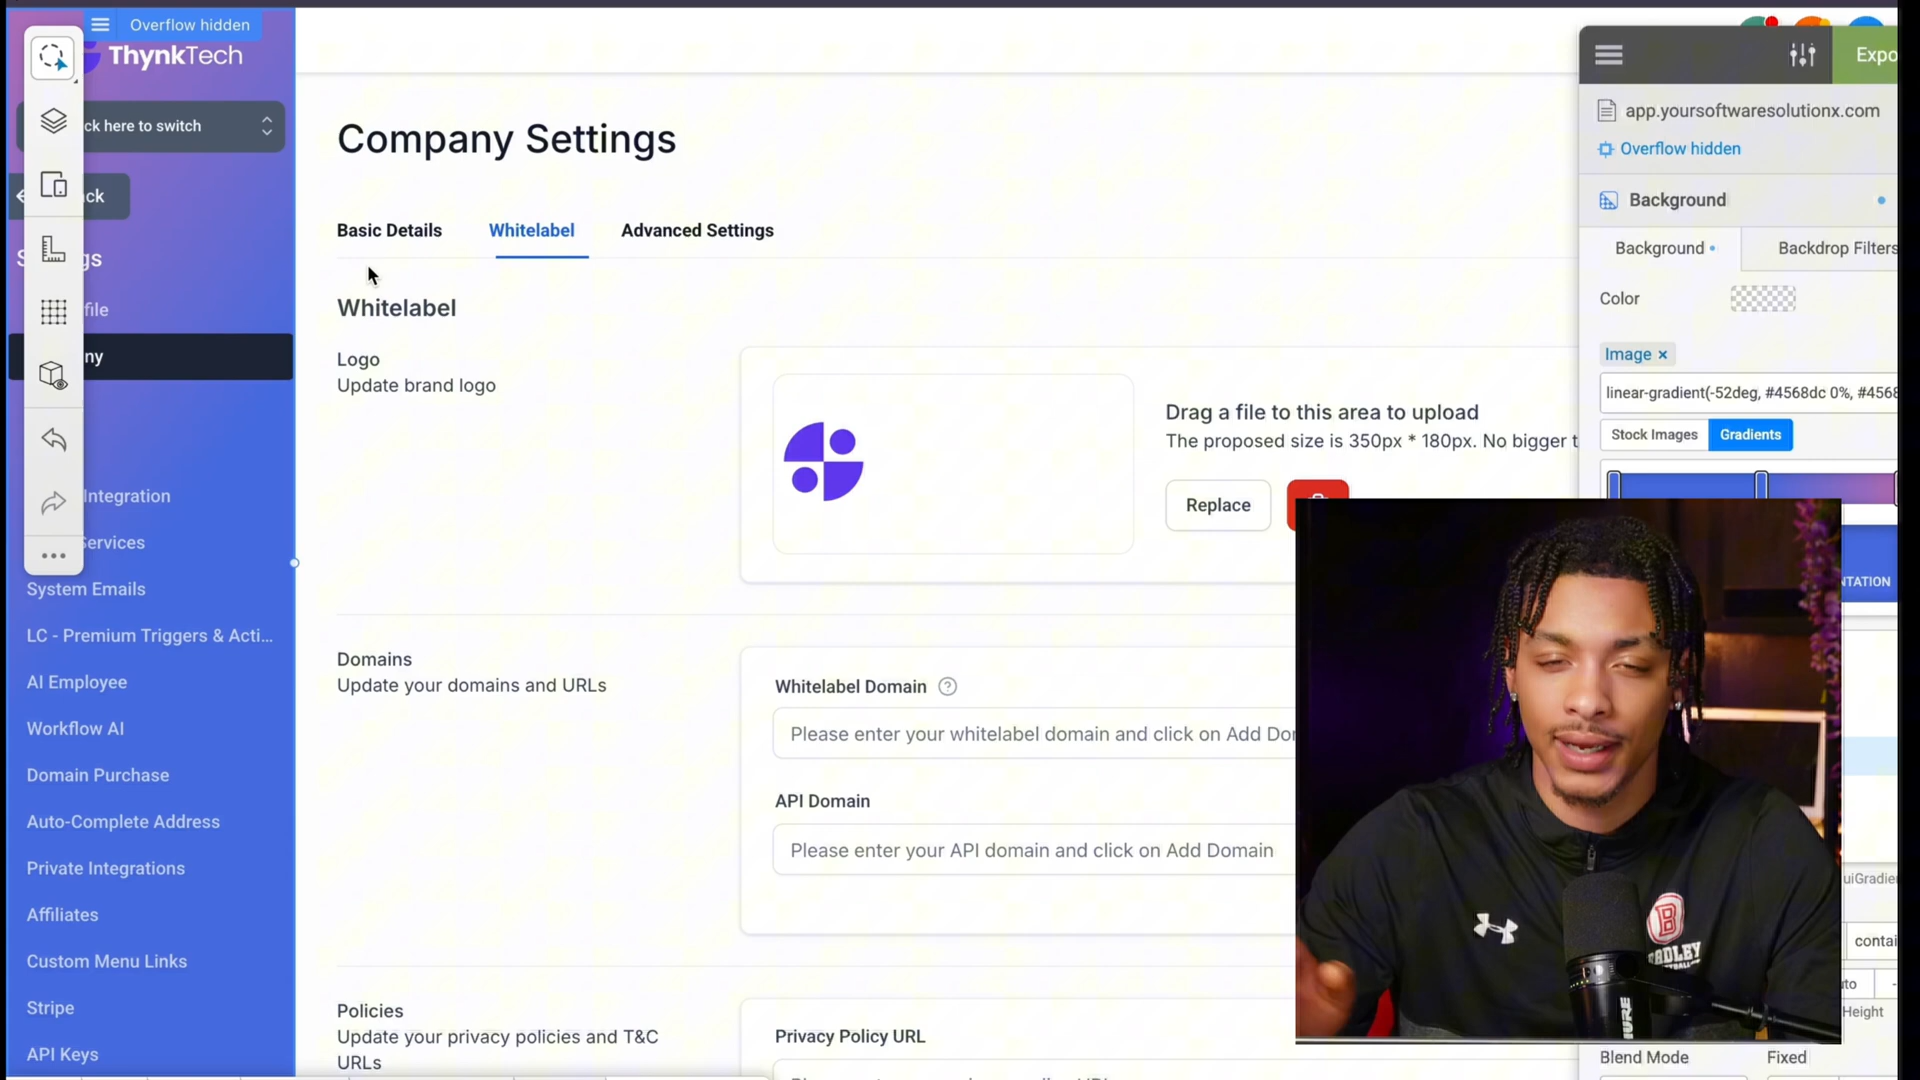 Overflow hidden
ThynkTech
ck here to switch
ck
gs
file
ny
Integration
Services
System Emails
LC - Premium Triggers & Acti...
AI Employee
Workflow AI
Domain Purchase
Auto-Complete Address
Private Integrations
Affiliates
Custom Menu Links
Stripe
API Keys
Company Settings
Basic Details
Whitelabel
Advanced Settings
Whitelabel
Logo
Update brand logo
Drag a file to this area to upload
The proposed size is 350px * 180px. No bigger t
Replace
Domains
Update your domains and URLs
Whitelabel Domain
Please enter your whitelabel domain and click on Add Dor
API Domain
Please enter your API domain and click on Add Domain
Policies
Update your privacy policies and T&C
URLs
Privacy Policy URL
Expo
app.yoursoftwaresolutionx.com
Overflow hidden
Background
Background
Backdrop Filters
Color
Image ×
linear-gradient(-52deg, #4568dc 0%, #4568
Stock Images
Gradients
NTATION
uiGradie
contai
uto
Height
Blend Mode
Fixed
B
SHURE